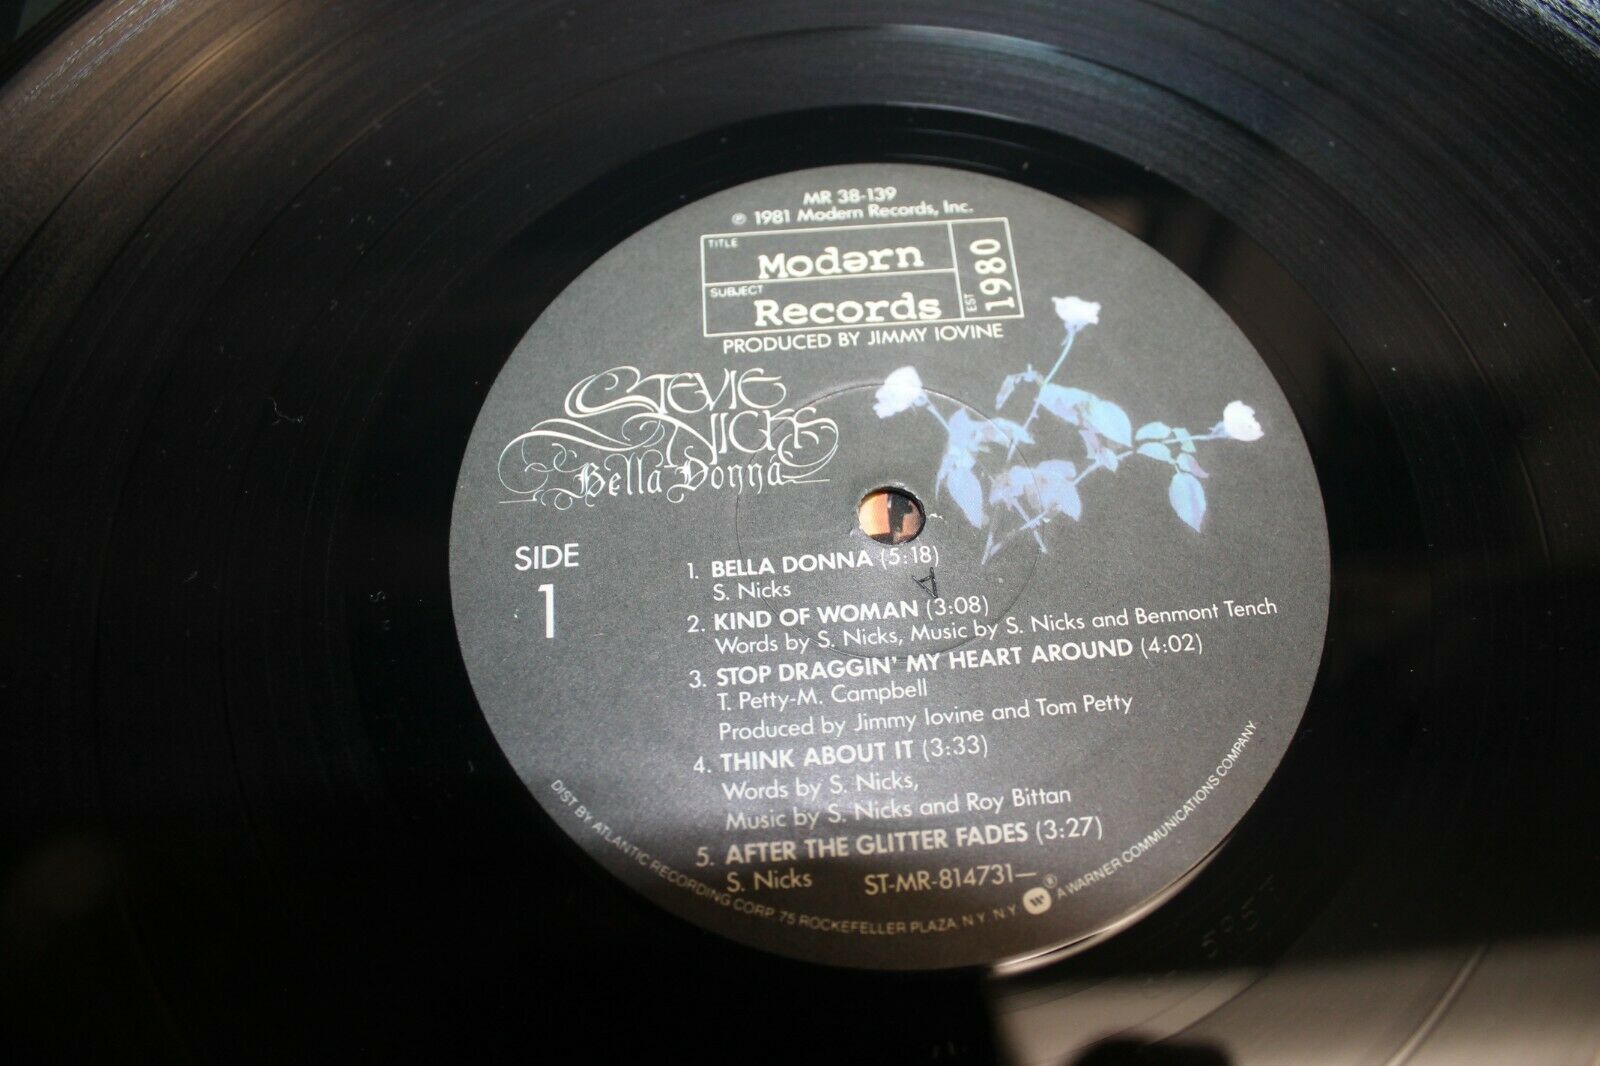 MR 38-139
℗ 1981 Modern Records, Inc.
TITLE
Modərn
SUBJECT
Records
EST 1980
PRODUCED BY JIMMY IOVINE
STEVIE
NICKS
Bella Donna
SIDE
1
1. BELLA DONNA (5:18)
S. Nicks
A
2. KIND OF WOMAN (3:08)
Words by S. Nicks, Music by S. Nicks and Benmont Tench
3. STOP DRAGGIN' MY HEART AROUND (4:02)
T. Petty-M. Campbell
Produced by Jimmy Iovine and Tom Petty
4. THINK ABOUT IT (3:33)
Words by S. Nicks,
Music by S. Nicks and Roy Bittan
5. AFTER THE GLITTER FADES (3:27)
S. Nicks ST-MR-814731—
DIST BY ATLANTIC RECORDING CORP. 75 ROCKEFELLER PLAZA N Y N Y ® A WARNER COMMUNICATIONS COMPANY